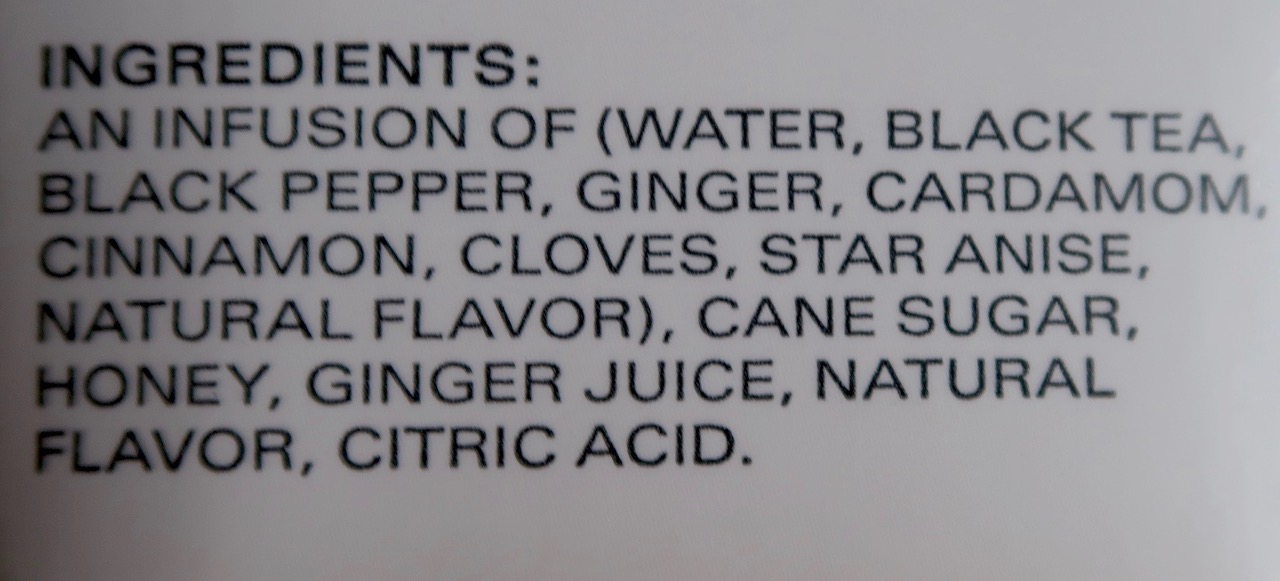 INGREDIENTS:
AN INFUSION OF (WATER, BLACK TEA,
BLACK PEPPER, GINGER, CARDAMOM,
CINNAMON, CLOVES, STAR ANISE,
NATURAL FLAVOR), CANE SUGAR,
HONEY, GINGER JUICE, NATURAL
FLAVOR, CITRIC ACID.